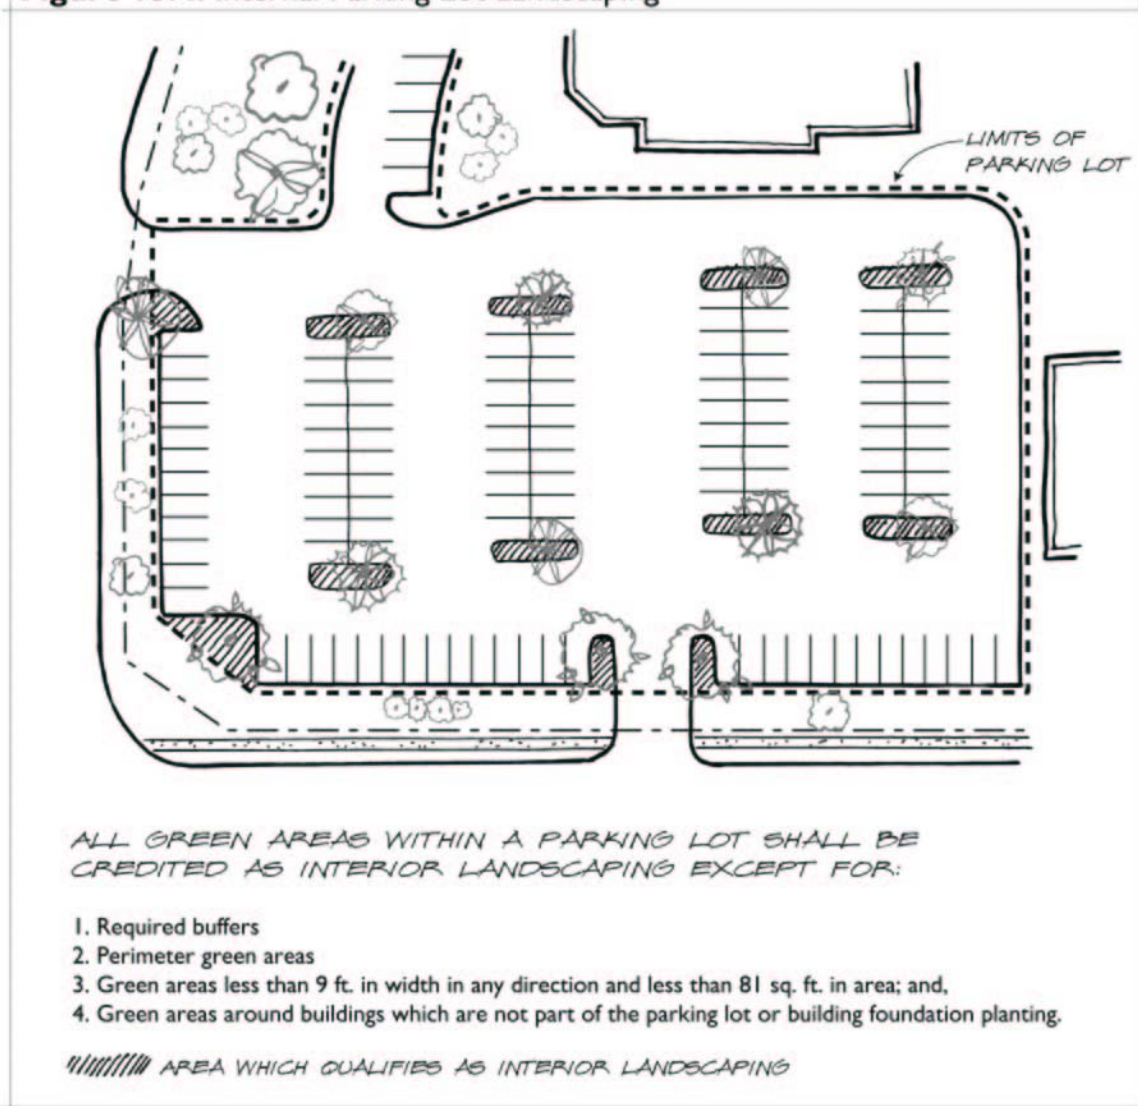 LIMITS OF
PARKING LOT
ALL GREEN AREAS WITHIN A PARKING LOT SHALL BE
CREDITED AS INTERIOR LANDSCAPING EXCEPT FOR:
1. Required buffers
2. Perimeter green areas
3. Green areas less than 9 ft. in width in any direction and less than 81 sq. ft. in area; and,
4. Green areas around buildings which are not part of the parking lot or building foundation planting.
AREA WHICH QUALIFIES AS INTERIOR LANDSCAPING